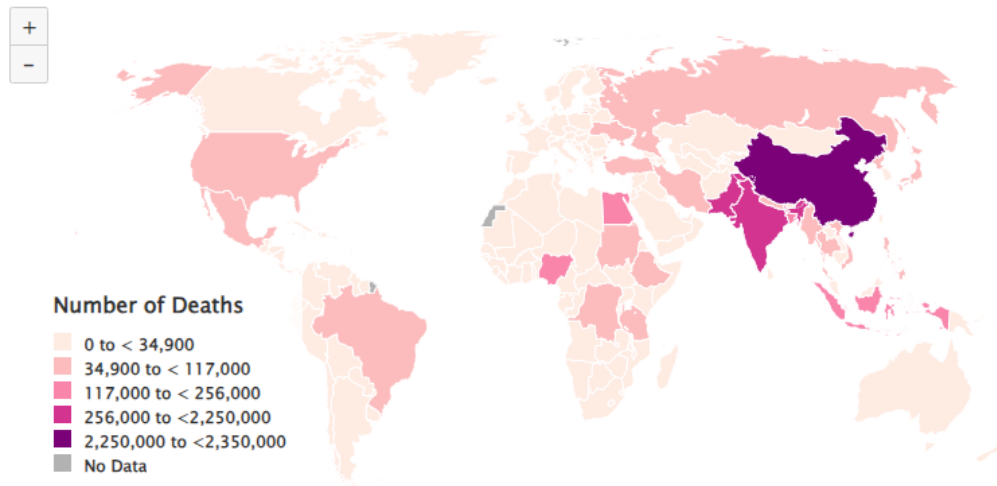 +
−
Number of Deaths
0 to < 34,900
34,900 to < 117,000
117,000 to < 256,000
256,000 to <2,250,000
2,250,000 to <2,350,000
No Data